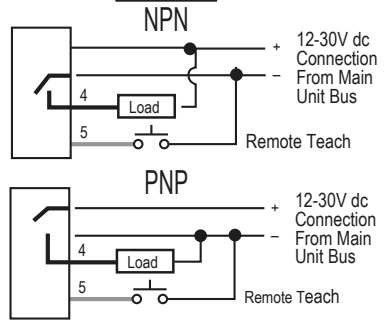 NPN
+
12-30V dc
Connection
From Main
Unit Bus
–
4
Load
5
Remote Teach
PNP
+
12-30V dc
Connection
From Main
Unit Bus
–
4
Load
5
Remote Teach